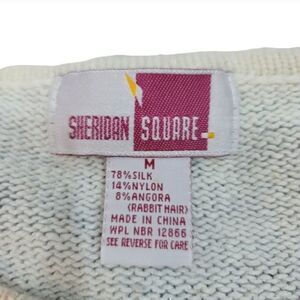 SHERIDAN SQUARE
M
78% SILK
14% NYLON
8% ANGORA
(RABBIT HAIR)
MADE IN CHINA
WPL NBR 12866
SEE REVERSE FOR CARE